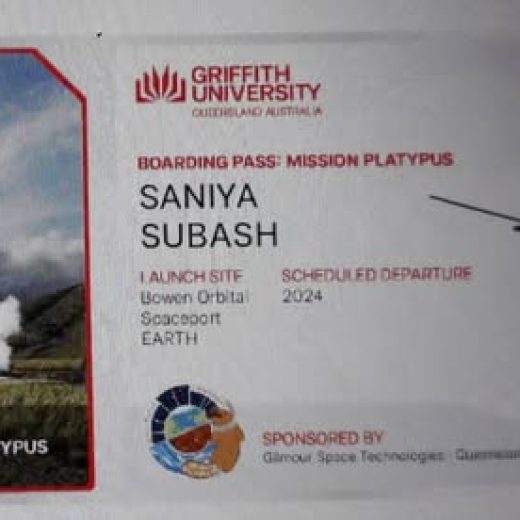 GRIFFITH
UNIVERSITY
QUEENSLAND AUSTRALIA
BOARDING PASS: MISSION PLATYPUS
SANIYA
SUBASH
LAUNCH SITE SCHEDULED DEPARTURE
Bowen Orbital 2024
Spaceport
EARTH
TYPUS
SPONSORED BY
Gilmour Space Technologies